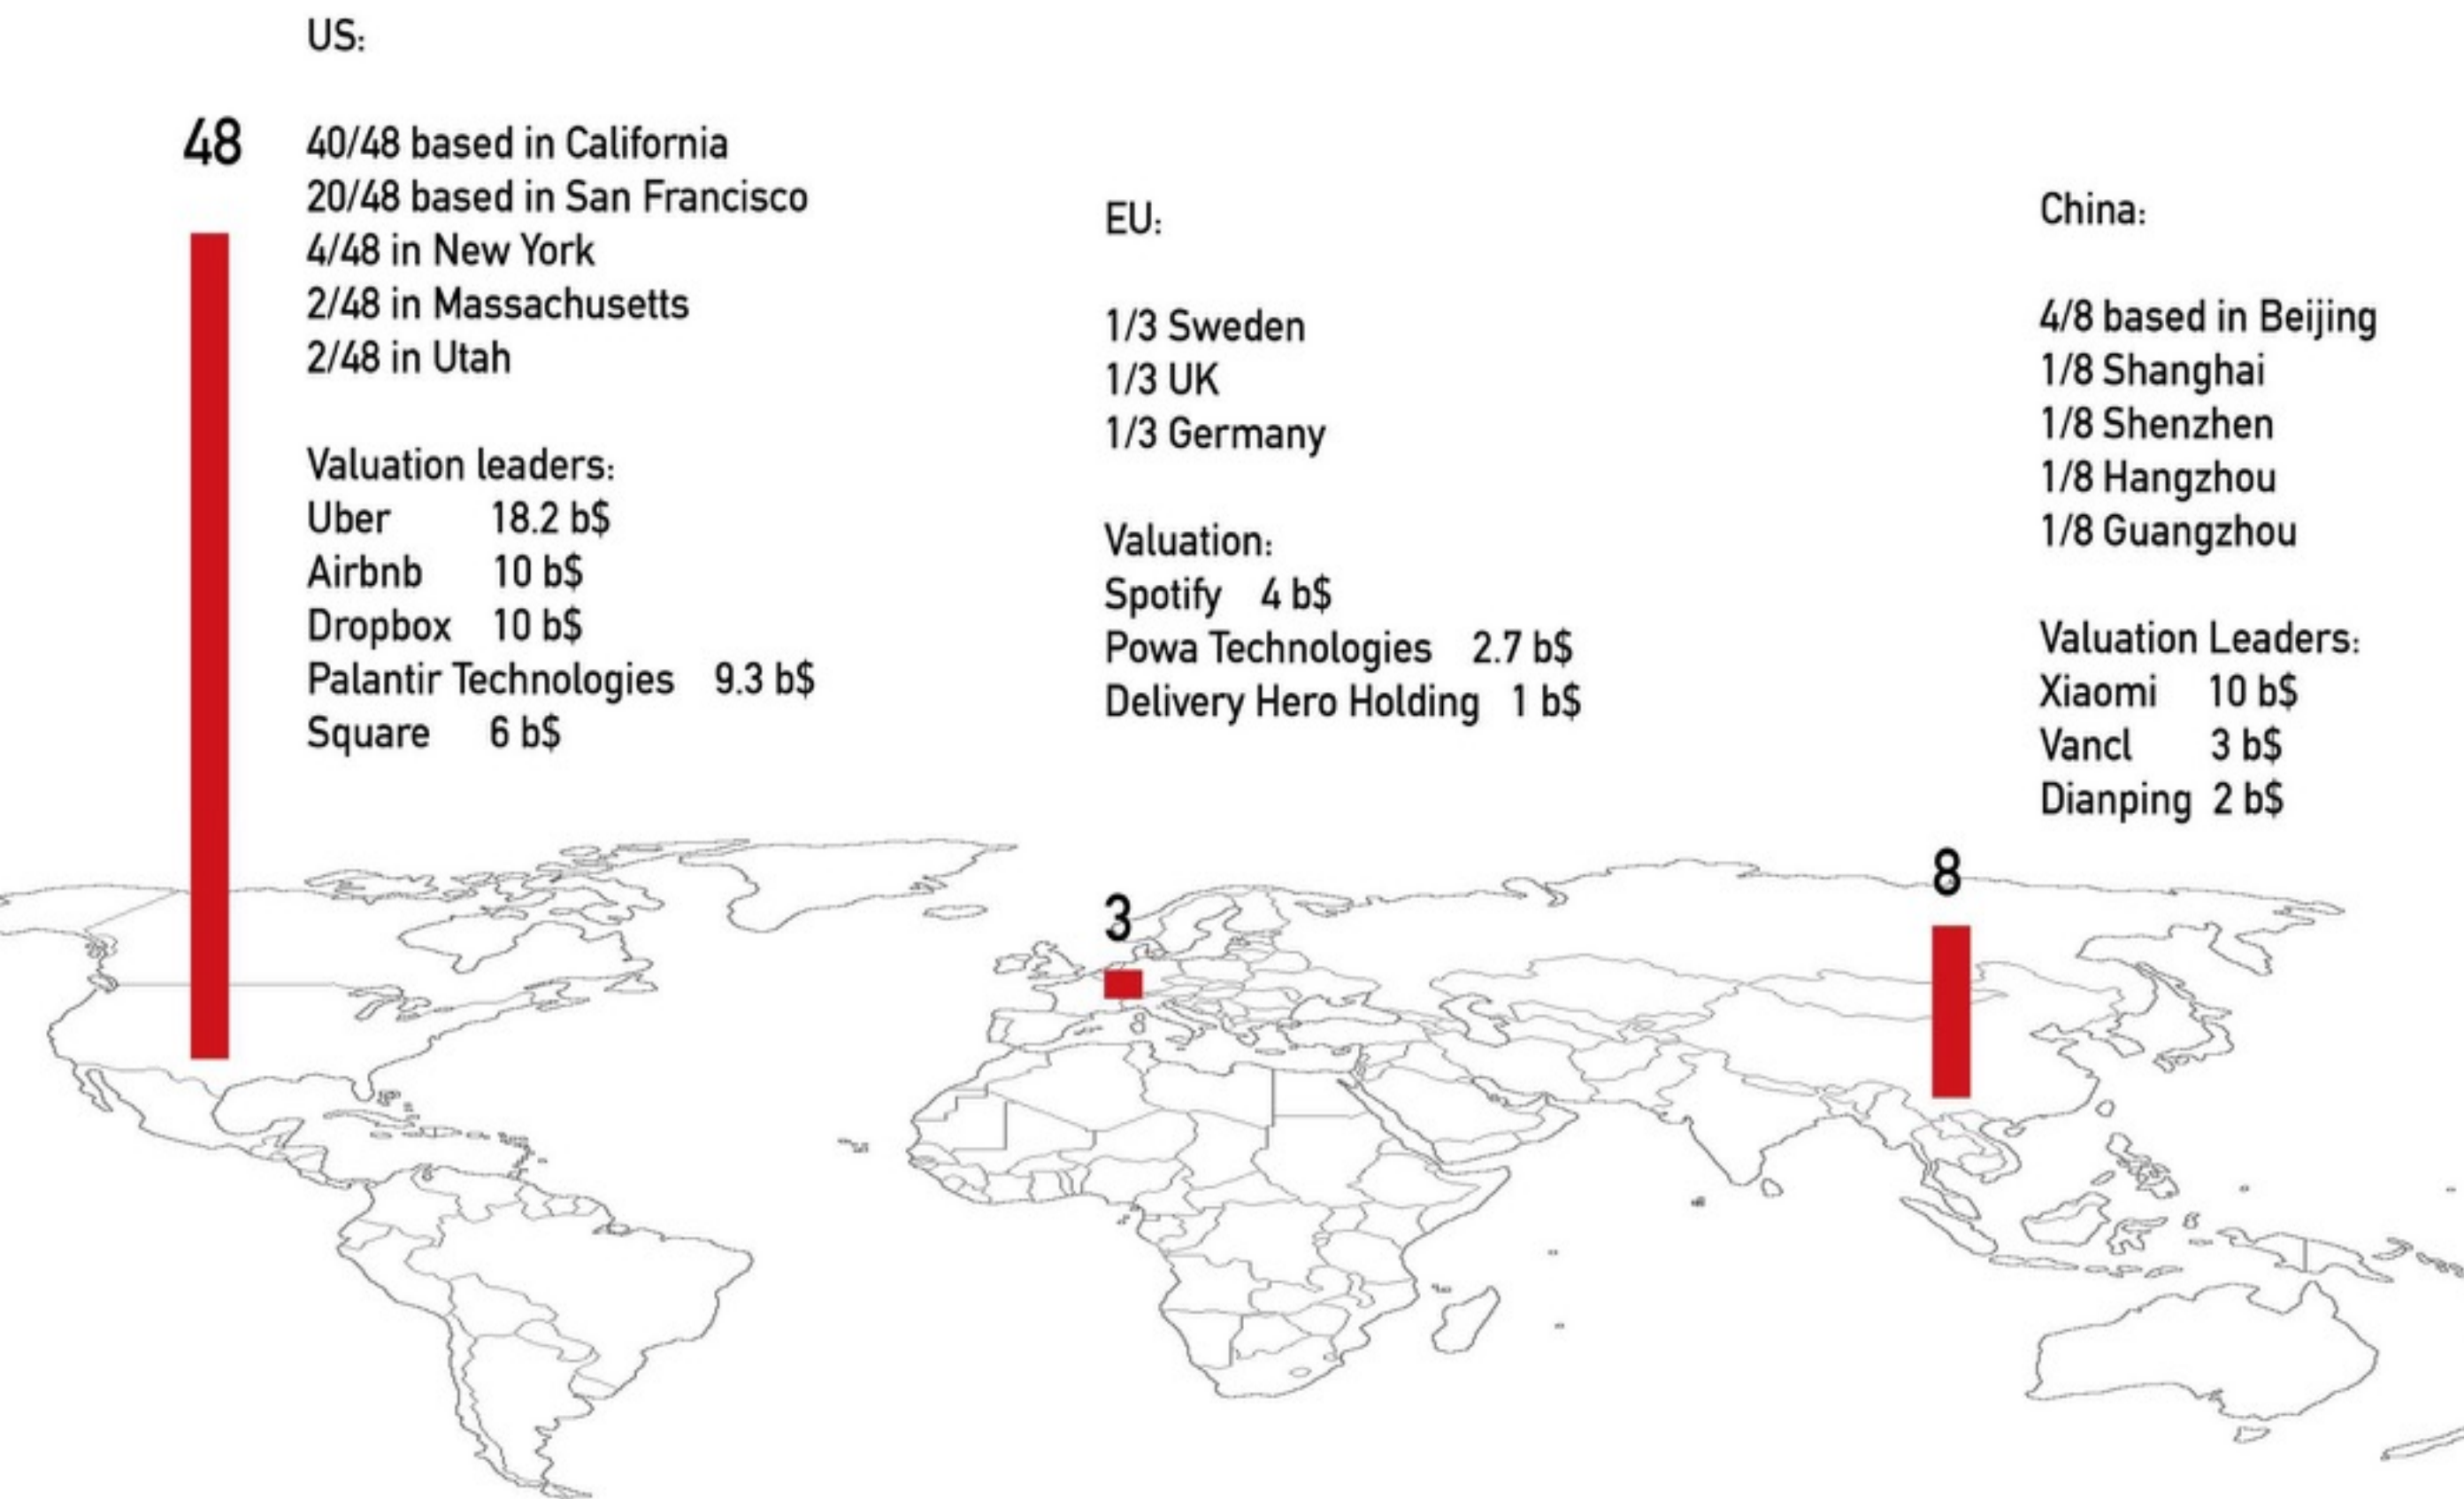 US:
48
40/48 based in California
20/48 based in San Francisco
4/48 in New York
2/48 in Massachusetts
2/48 in Utah
Valuation leaders:
Uber 18.2 b$
Airbnb 10 b$
Dropbox 10 b$
Palantir Technologies 9.3 b$
Square 6 b$
EU:
1/3 Sweden
1/3 UK
1/3 Germany
Valuation:
Spotify 4 b$
Powa Technologies 2.7 b$
Delivery Hero Holding 1 b$
3
China:
4/8 based in Beijing
1/8 Shanghai
1/8 Shenzhen
1/8 Hangzhou
1/8 Guangzhou
Valuation Leaders:
Xiaomi 10 b$
Vancl 3 b$
Dianping 2 b$
8